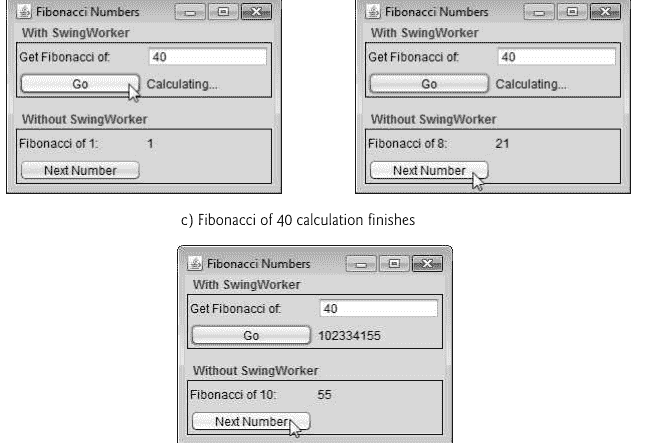 Fibonacci Numbers
With SwingWorker
Get Fibonacci of:
40
Go
Calculating...
Without SwingWorker
Fibonacci of 1:
1
Next Number
Fibonacci Numbers
With SwingWorker
Get Fibonacci of:
40
Go
Calculating...
Without SwingWorker
Fibonacci of 8:
21
Next Number
c) Fibonacci of 40 calculation finishes
Fibonacci Numbers
With SwingWorker
Get Fibonacci of:
40
Go
102334155
Without SwingWorker
Fibonacci of 10:
55
Next Number